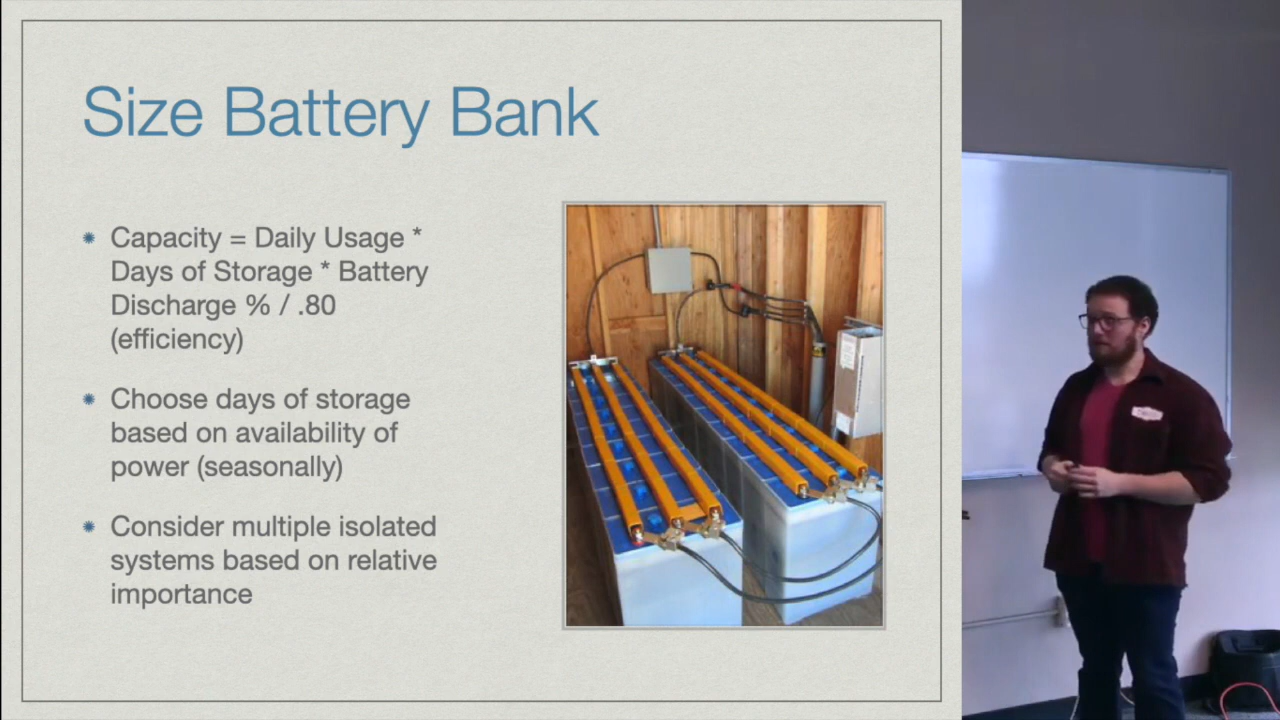 Size Battery Bank
Capacity = Daily Usage *
Days of Storage * Battery
Discharge % / .80
(efficiency)
Choose days of storage
based on availability of
power (seasonally)
Consider multiple isolated
systems based on relative
importance